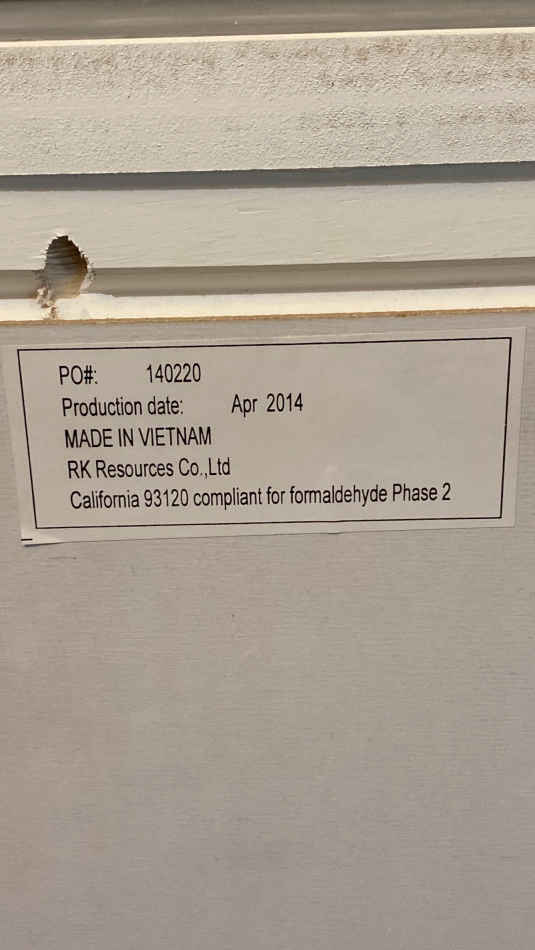 PO#: 140220
Production date: Apr 2014
MADE IN VIETNAM
RK Resources Co.,Ltd
California 93120 compliant for formaldehyde Phase 2